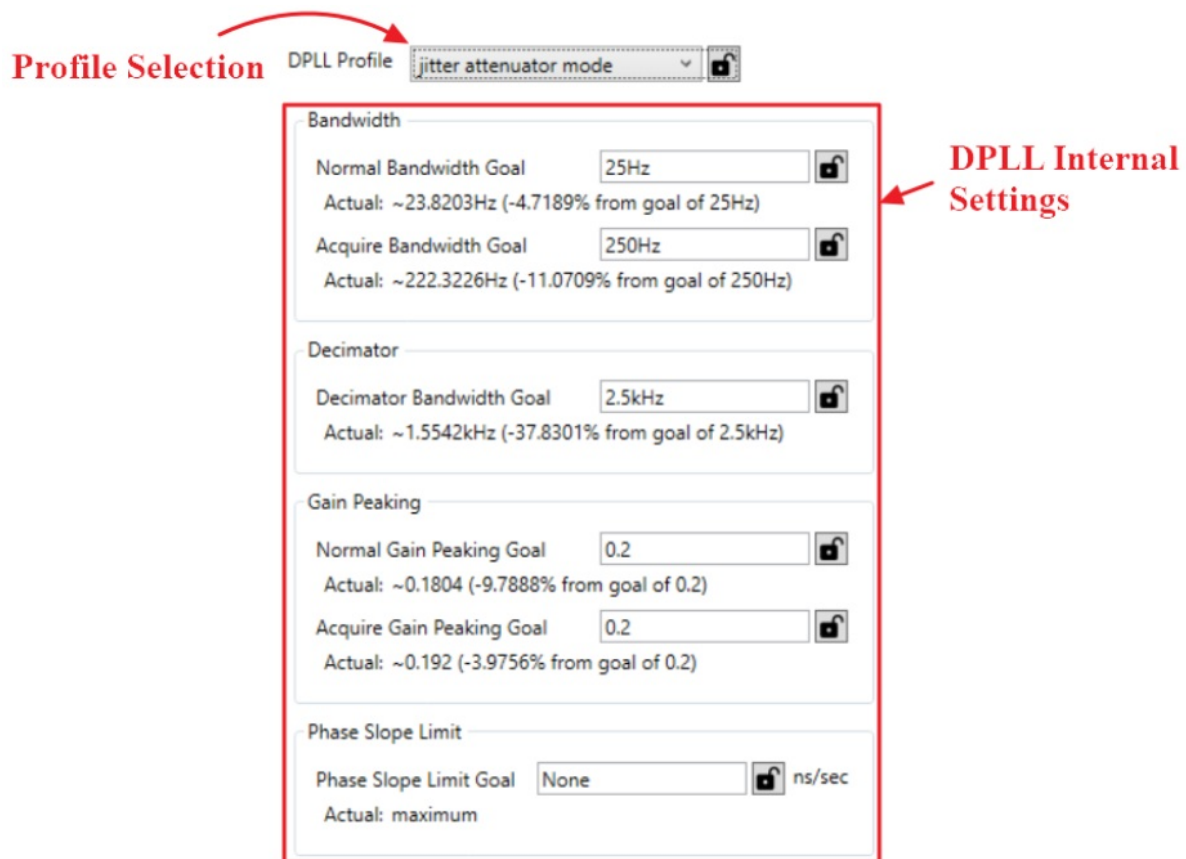 Profile Selection
DPLL Profile
jitter attenuator mode
Bandwidth
Normal Bandwidth Goal 25Hz
Actual: ~23.8203Hz (-4.7189% from goal of 25Hz)
Acquire Bandwidth Goal 250Hz
Actual: ~222.3226Hz (-11.0709% from goal of 250Hz)
DPLL Internal
Settings
Decimator
Decimator Bandwidth Goal 2.5kHz
Actual: ~1.5542kHz (-37.8301% from goal of 2.5kHz)
Gain Peaking
Normal Gain Peaking Goal 0.2
Actual: ~0.1804 (-9.7888% from goal of 0.2)
Acquire Gain Peaking Goal 0.2
Actual: ~0.192 (-3.9756% from goal of 0.2)
Phase Slope Limit
Phase Slope Limit Goal None ns/sec
Actual: maximum